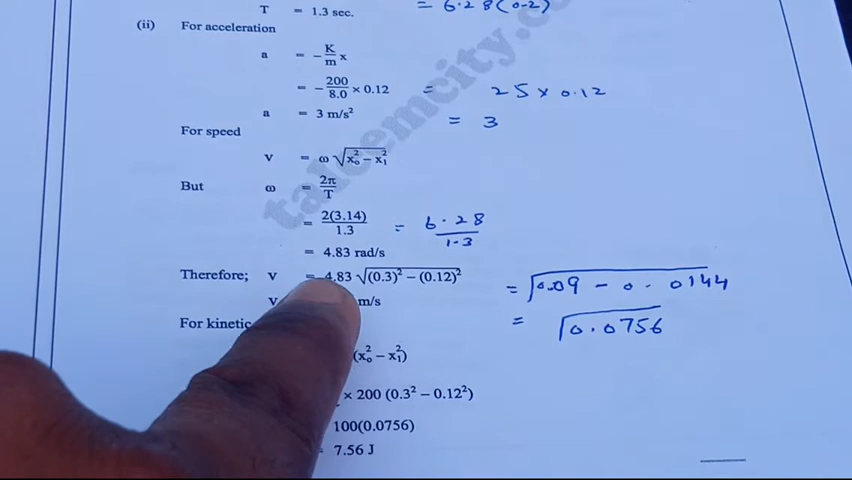 T = 1.3 sec. = 6.28(0.2)
(ii) For acceleration
a = -K/m x
= -200/8.0 × 0.12 = 25 × 0.12
a = 3 m/s² = 3
For speed
v = ω √x₀² – x₁²
But ω = 2π/T
= 2(3.14)/1.3 = 6.28/1.3
= 4.83 rad/s
Therefore; v = 4.83 √(0.3)² – (0.12)² = √0.09 – 0.0144
v m/s = √0.0756
For kinetic
(x₀² – x₁²)
× 200 (0.3² – 0.12²)
100(0.0756)
= 7.56 J
taleemcity.com